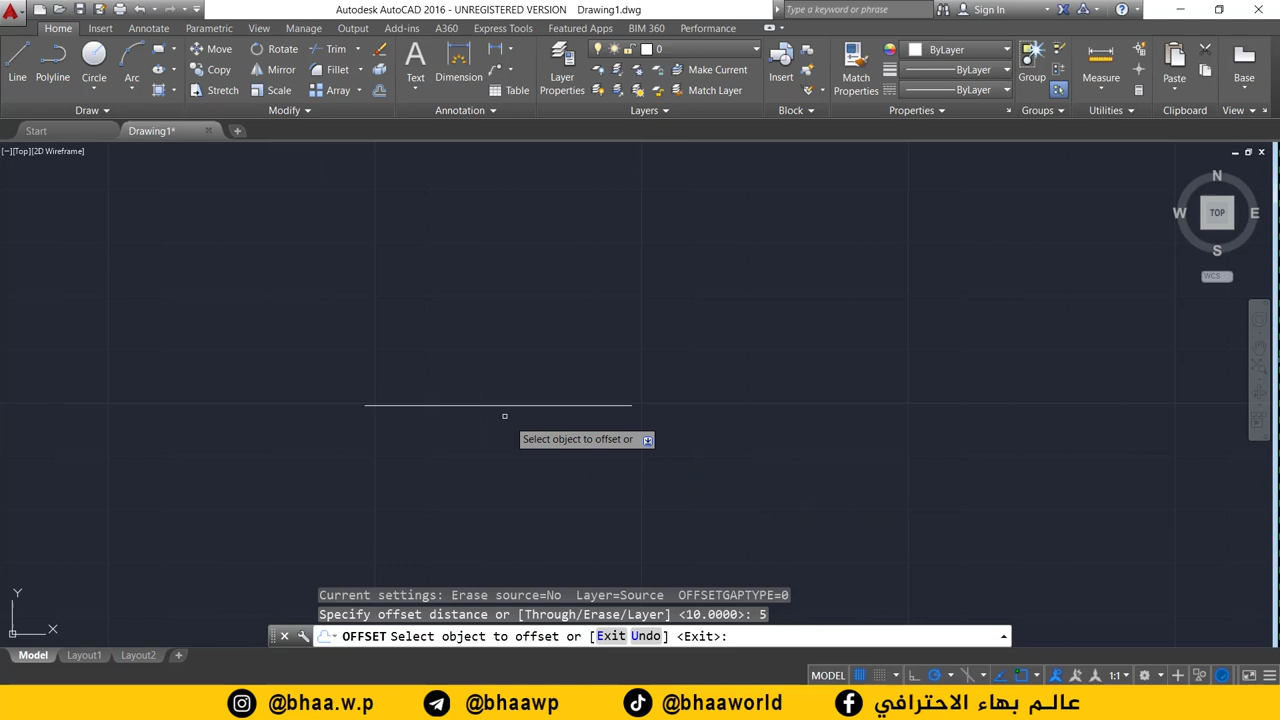 Autodesk AutoCAD 2016 - UNREGISTERED VERSION Drawing1.dwg
Type a keyword or phrase
Sign In
Home Insert Annotate Parametric View Manage Output Add-ins A360 Express Tools Featured Apps BIM 360 Performance
Line Polyline Circle Arc
Move Rotate Trim
Copy Mirror Fillet
Stretch Scale Array
Text Dimension Table
Layer Properties
0
Make Current
Match Layer
Insert
Match Properties
ByLayer
ByLayer
ByLayer
Group Measure Paste Base
Draw Modify Annotation Layers Block Properties Groups Utilities Clipboard View
Start Drawing1*
[−][Top][2D Wireframe]
N
W TOP E
S
WCS
Select object to offset or
Y
X
Current settings: Erase source=No Layer=Source OFFSETGAPTYPE=0
Specify offset distance or [Through/Erase/Layer] <10.0000>: 5
OFFSET Select object to offset or [Exit Undo] <Exit>:
Model Layout1 Layout2
MODEL 1:1
@bhaa.w.p @bhaawp @bhaaworld عالم بهاء الاحترافي